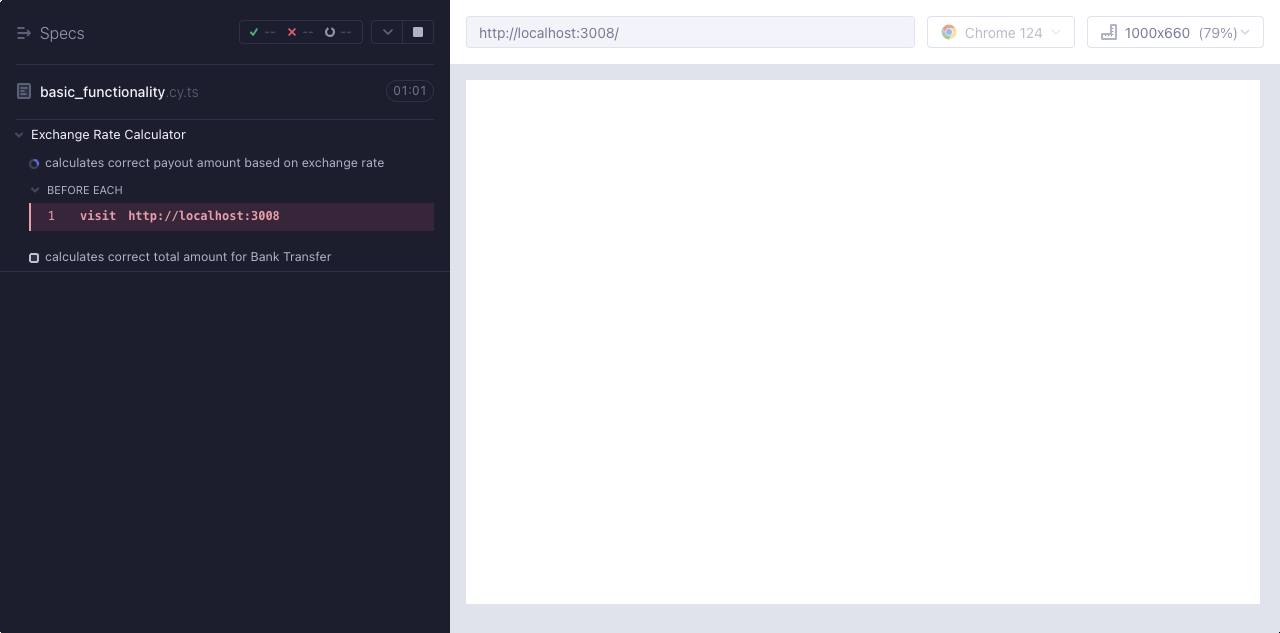 Specs
-- -- --
basic_functionality.cy.ts 01:01
Exchange Rate Calculator
calculates correct payout amount based on exchange rate
BEFORE EACH
1 visit http://localhost:3008
calculates correct total amount for Bank Transfer
http://localhost:3008/ Chrome 124 1000x660 (79%)